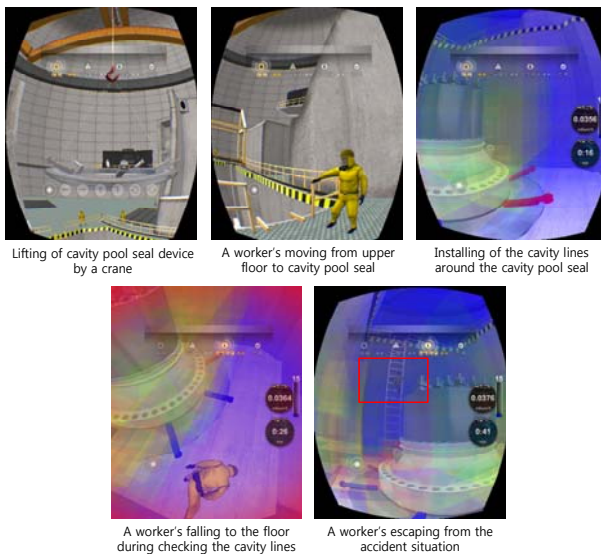 0.0356
0:16
Lifting of cavity pool seal device
by a crane
A worker's moving from upper
floor to cavity pool seal
Installing of the cavity lines
around the cavity pool seal
15
0.0364
0:26
15
0.0376
0:41
A worker's falling to the floor
during checking the cavity lines
A worker's escaping from the
accident situation